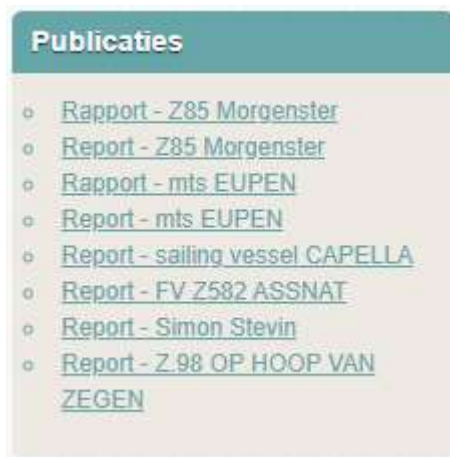 Publicaties
Rapport - Z85 Morgenster
Report - Z85 Morgenster
Rapport - mts EUPEN
Report - mts EUPEN
Report - sailing vessel CAPELLA
Report - FV Z582 ASSNAT
Report - Simon Stevin
Report - Z.98 OP HOOP VAN
ZEGEN